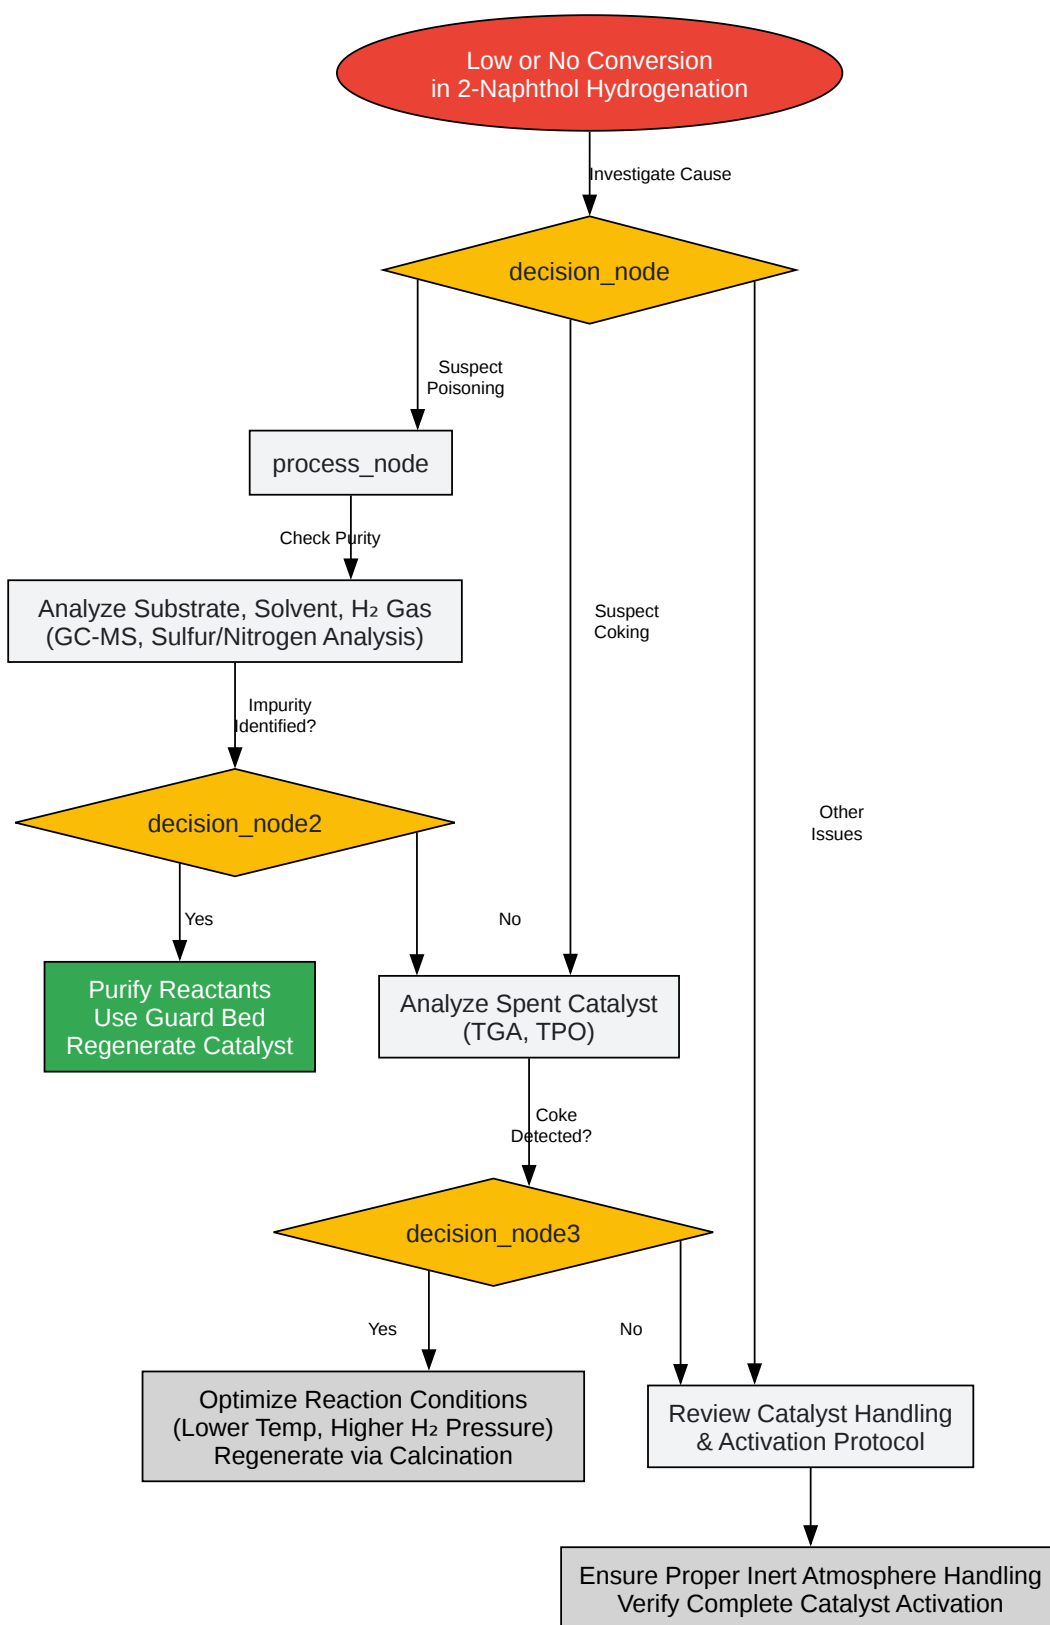 Low or No Conversion
in 2-Naphthol Hydrogenation
Investigate Cause
decision_node
Suspect
Poisoning
process_node
Check Purity
Analyze Substrate, Solvent, H₂ Gas
(GC-MS, Sulfur/Nitrogen Analysis)
Suspect
Coking
Impurity
Identified?
decision_node2
Other
Issues
Yes
No
Purify Reactants
Use Guard Bed
Regenerate Catalyst
Analyze Spent Catalyst
(TGA, TPO)
Coke
Detected?
decision_node3
Yes
No
Optimize Reaction Conditions
(Lower Temp, Higher H₂ Pressure)
Regenerate via Calcination
Review Catalyst Handling
& Activation Protocol
Ensure Proper Inert Atmosphere Handling
Verify Complete Catalyst Activation